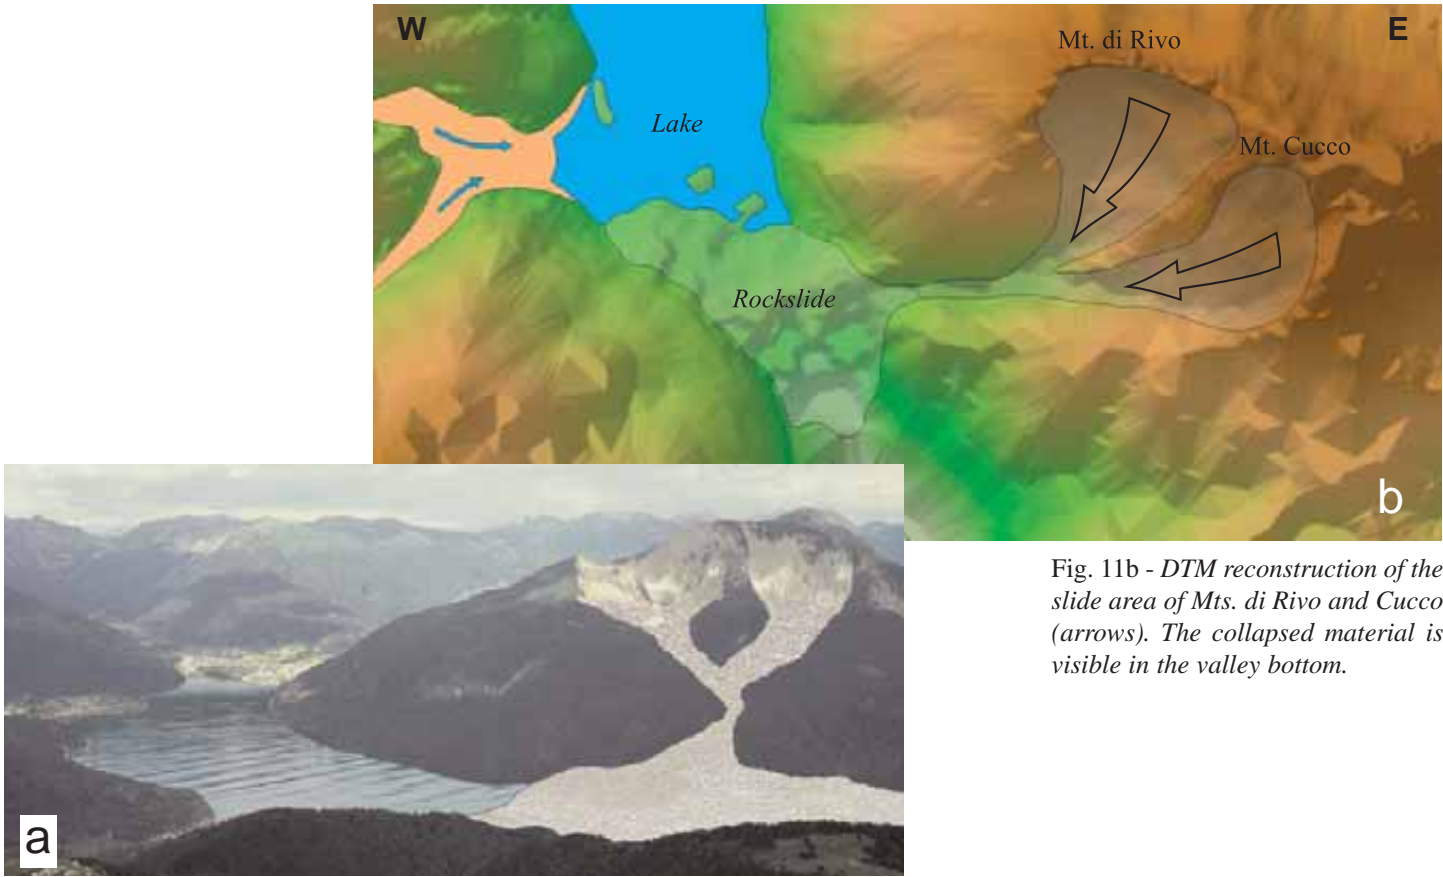 W
E
Mt. di Rivo
Lake
Mt. Cucco
Rockslide
b
a
Fig. 11b - DTM reconstruction of the
slide area of Mts. di Rivo and Cucco
(arrows). The collapsed material is
visible in the valley bottom.